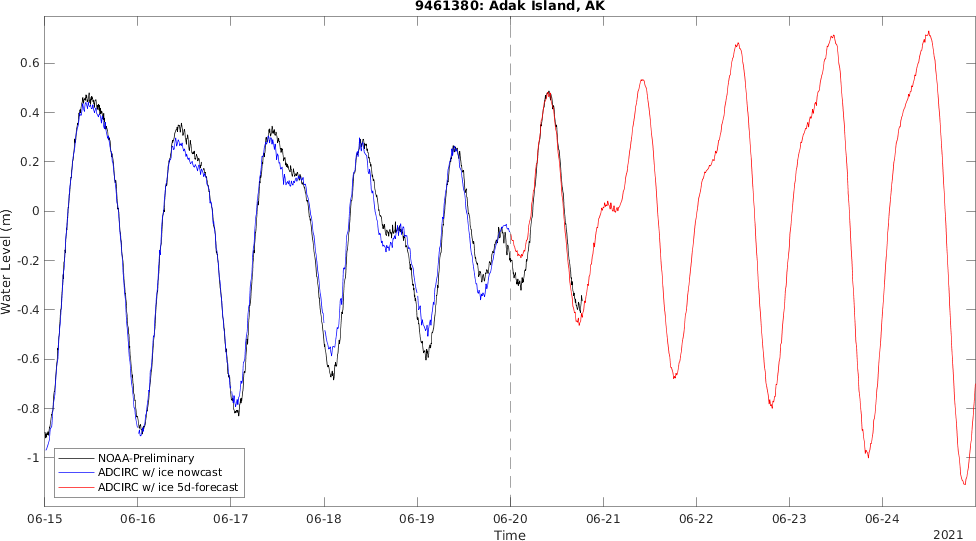 9461380: Adak Island, AK
Water Level (m)
0.6
0.4
0.2
0
-0.2
-0.4
-0.6
-0.8
-1
NOAA-Preliminary
ADCIRC w/ ice nowcast
ADCIRC w/ ice 5d-forecast
06-15 06-16 06-17 06-18 06-19 06-20 06-21 06-22 06-23 06-24
Time
2021